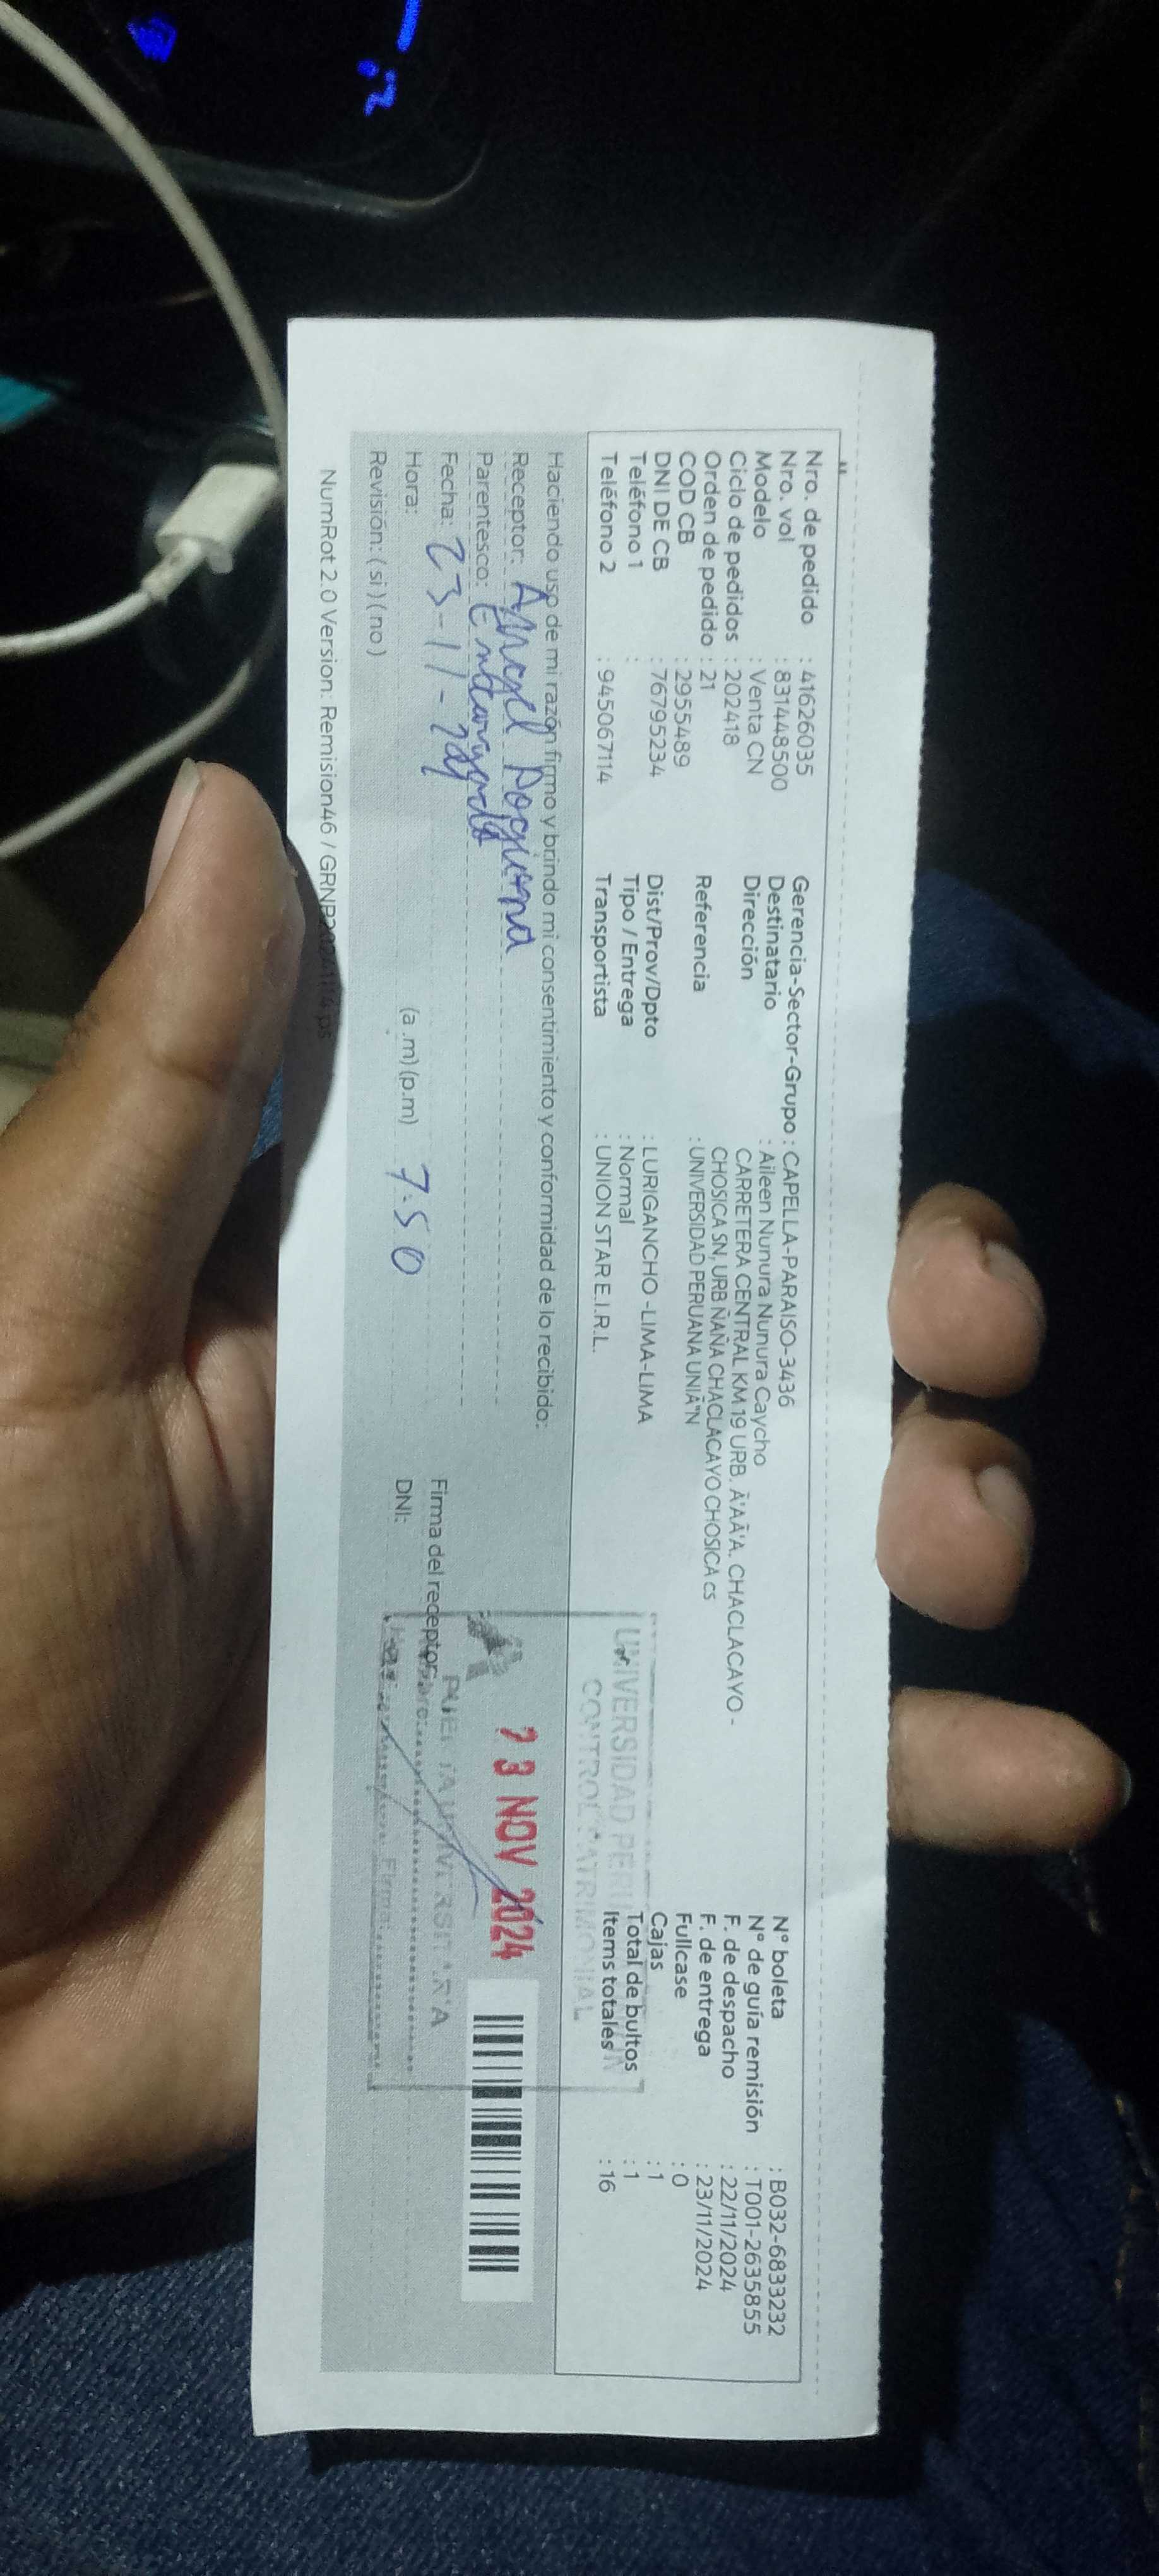 Nro. de pedido : 41626035
Nro. vol : 831448500
Modelo : Venta CN
Ciclo de pedidos : 202418
Orden de pedido : 21
COD CB : 2955489
DNI DE CB : 76795234
Teléfono 1 :
Teléfono 2 : 945067114
Gerencia-Sector-Grupo : CAPELLA-PARAISO-3436
Destinatario : Aileen Nunura Nunura Caycho
Dirección CARRETERA CENTRAL KM 19 URB. Ã'AÃ'A. CHACLACAYO -
CHOSICA SN, URB ÑAÑA CHACLACAYO CHOSICA cs
Referencia : UNIVERSIDAD PERUANA UNIÃ"N
Dist/Prov/Dpto : LURIGANCHO -LIMA-LIMA
Tipo / Entrega : Normal
Transportista : UNION STAR E.I.R.L.
N° boleta : B032-6833232
N° de guía remisión : T001-2635855
F. de despacho : 22/11/2024
F. de entrega : 23/11/2024
Fullcase : 0
Cajas : 1
Total de bultos : 1
Items totales : 16
Haciendo uso de mi razón firmo y brindo mi consentimiento y conformidad de lo recibido:
Receptor: Angel
Parentesco: Encargado
Fecha: 23-11-24
Hora: (a.m) (p.m) 7:50
Revisión: (si) (no)
Firma del receptor:
DNI:
UNIVERSIDAD
CONTROL PATRIMONIAL
23 NOV 2024
Firma:
NumRot 2.0 Version: Remision46 /